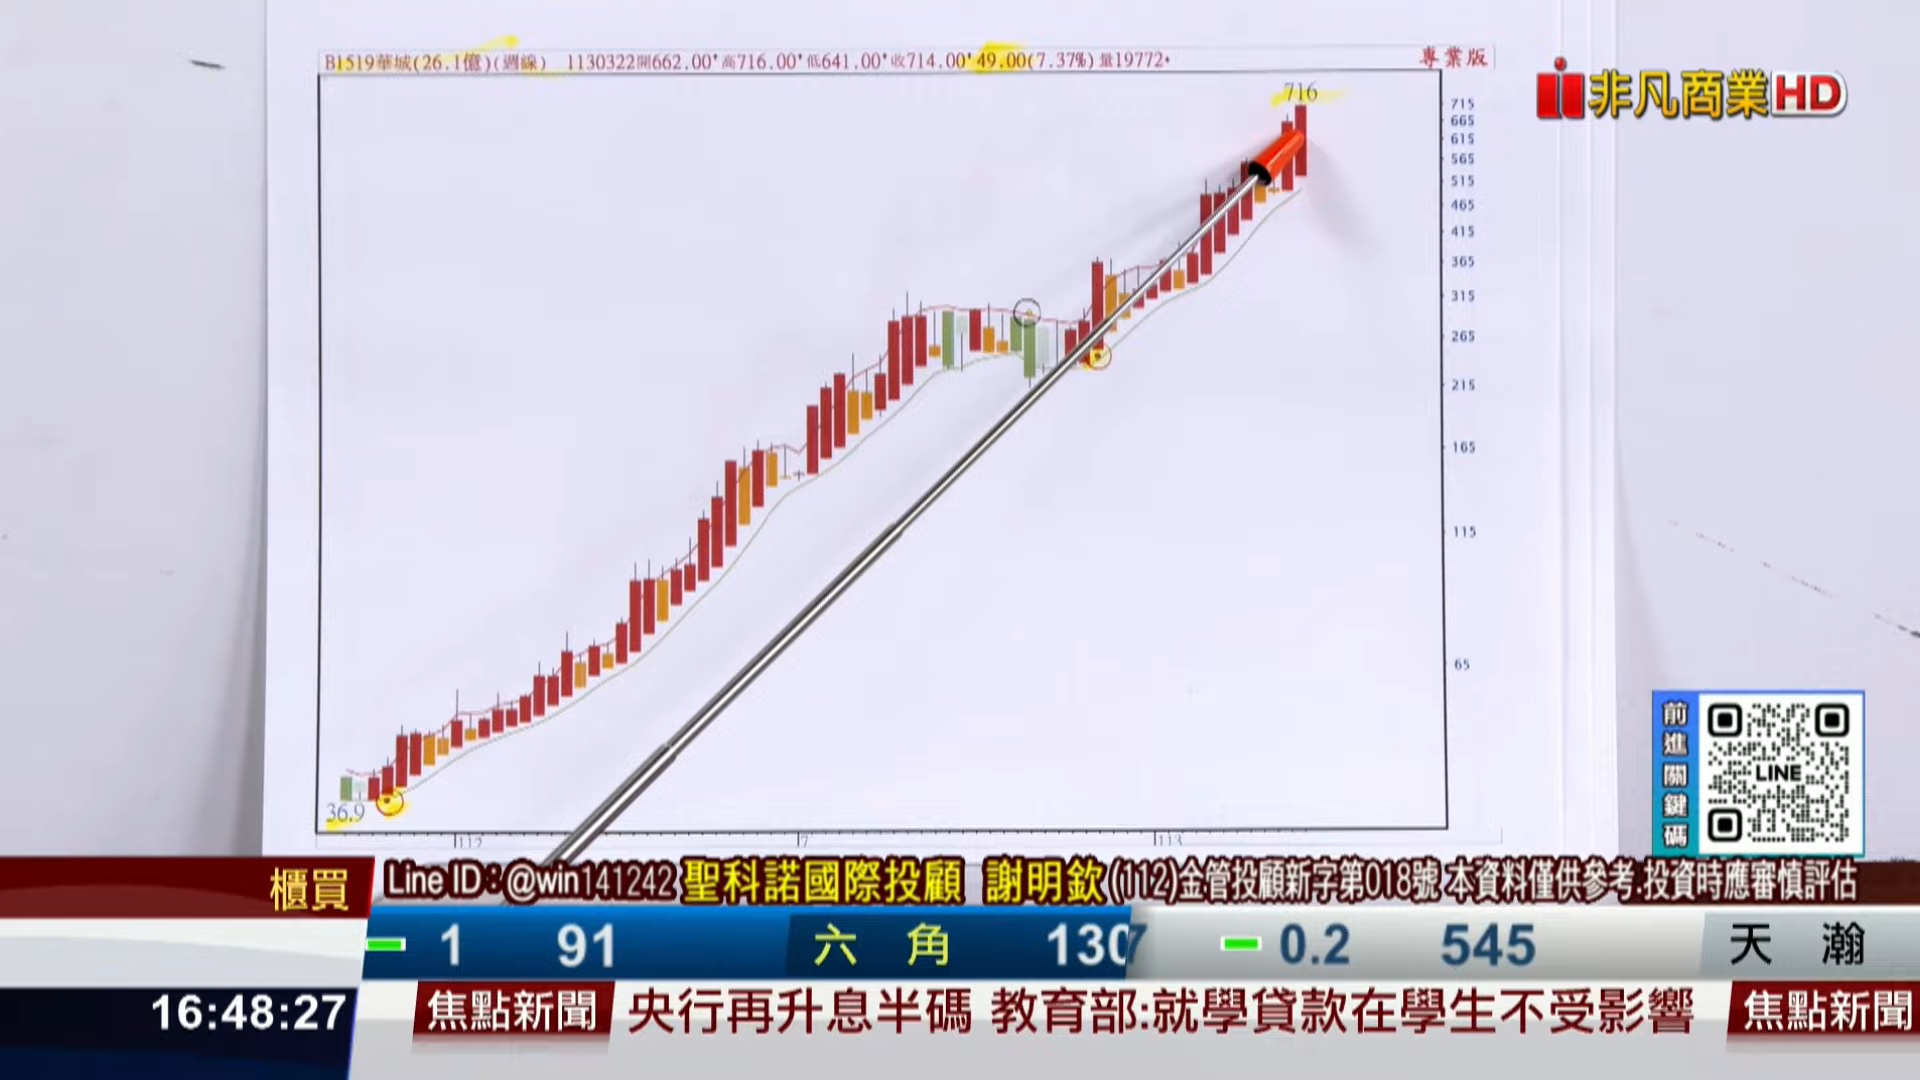 B1519華城(26.1億)(週線) 1130322開662.00'高716.00'低641.00'收714.00'49.00(7.37%)量19772•
專業版
非凡商業HD
716
715
665
615
565
515
465
415
365
315
265
215
165
115
65
36.9
112
7
113
前進關鍵碼
LINE
櫃買
Line ID:@win141242 聖科諾國際投顧 謝明欽 (112)金管投顧新字第018號 本資料僅供參考.投資時應審慎評估
1 91 六角 130
0.2 545 天瀚
16:48:27
焦點新聞 央行再升息半碼 教育部:就學貸款在學生不受影響 焦點新聞